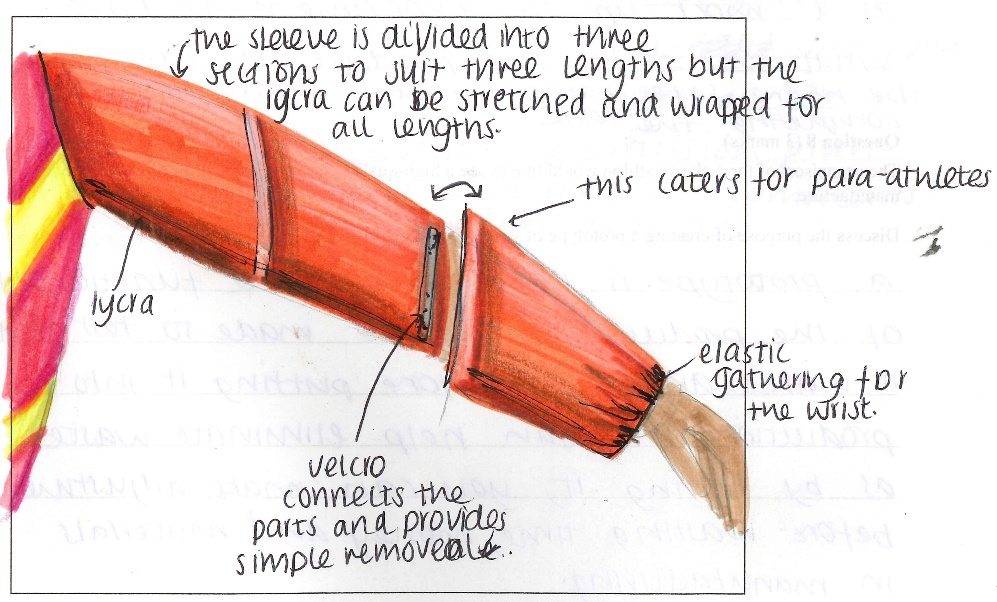 the sleeve is divided into three
sections to suit three lengths but the
lycra can be stretched and wrapped for
all lengths.
this caters for para-athletes
lycra
elastic
gathering for
the wrist.
velcro
connects the
parts and provides
simple removeable.